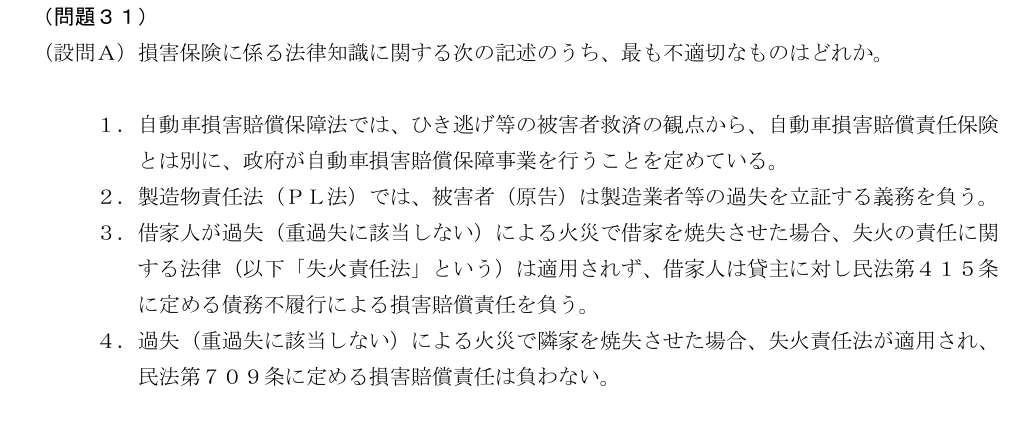 （問題３１）
（設問Ａ）損害保険に係る法律知識に関する次の記述のうち、最も不適切なものはどれか。
１．自動車損害賠償保障法では、ひき逃げ等の被害者救済の観点から、自動車損害賠償責任保険
とは別に、政府が自動車損害賠償保障事業を行うことを定めている。
２．製造物責任法（ＰＬ法）では、被害者（原告）は製造業者等の過失を立証する義務を負う。
３．借家人が過失（重過失に該当しない）による火災で借家を焼失させた場合、失火の責任に関
する法律（以下「失火責任法」という）は適用されず、借家人は貸主に対し民法第４１５条
に定める債務不履行による損害賠償責任を負う。
４．過失（重過失に該当しない）による火災で隣家を焼失させた場合、失火責任法が適用され、
民法第７０９条に定める損害賠償責任は負わない。